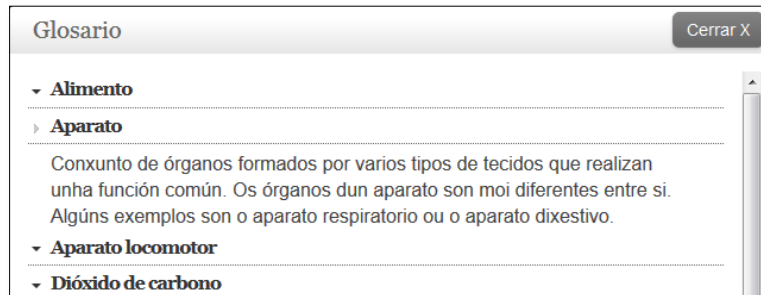 Glosario
Cerrar X
Alimento
Aparato
Conxunto de órganos formados por varios tipos de tecidos que realizan
unha función común. Os órganos dun aparato son moi diferentes entre si.
Algúns exemplos son o aparato respiratorio ou o aparato dixestivo.
Aparato locomotor
Dióxido de carbono